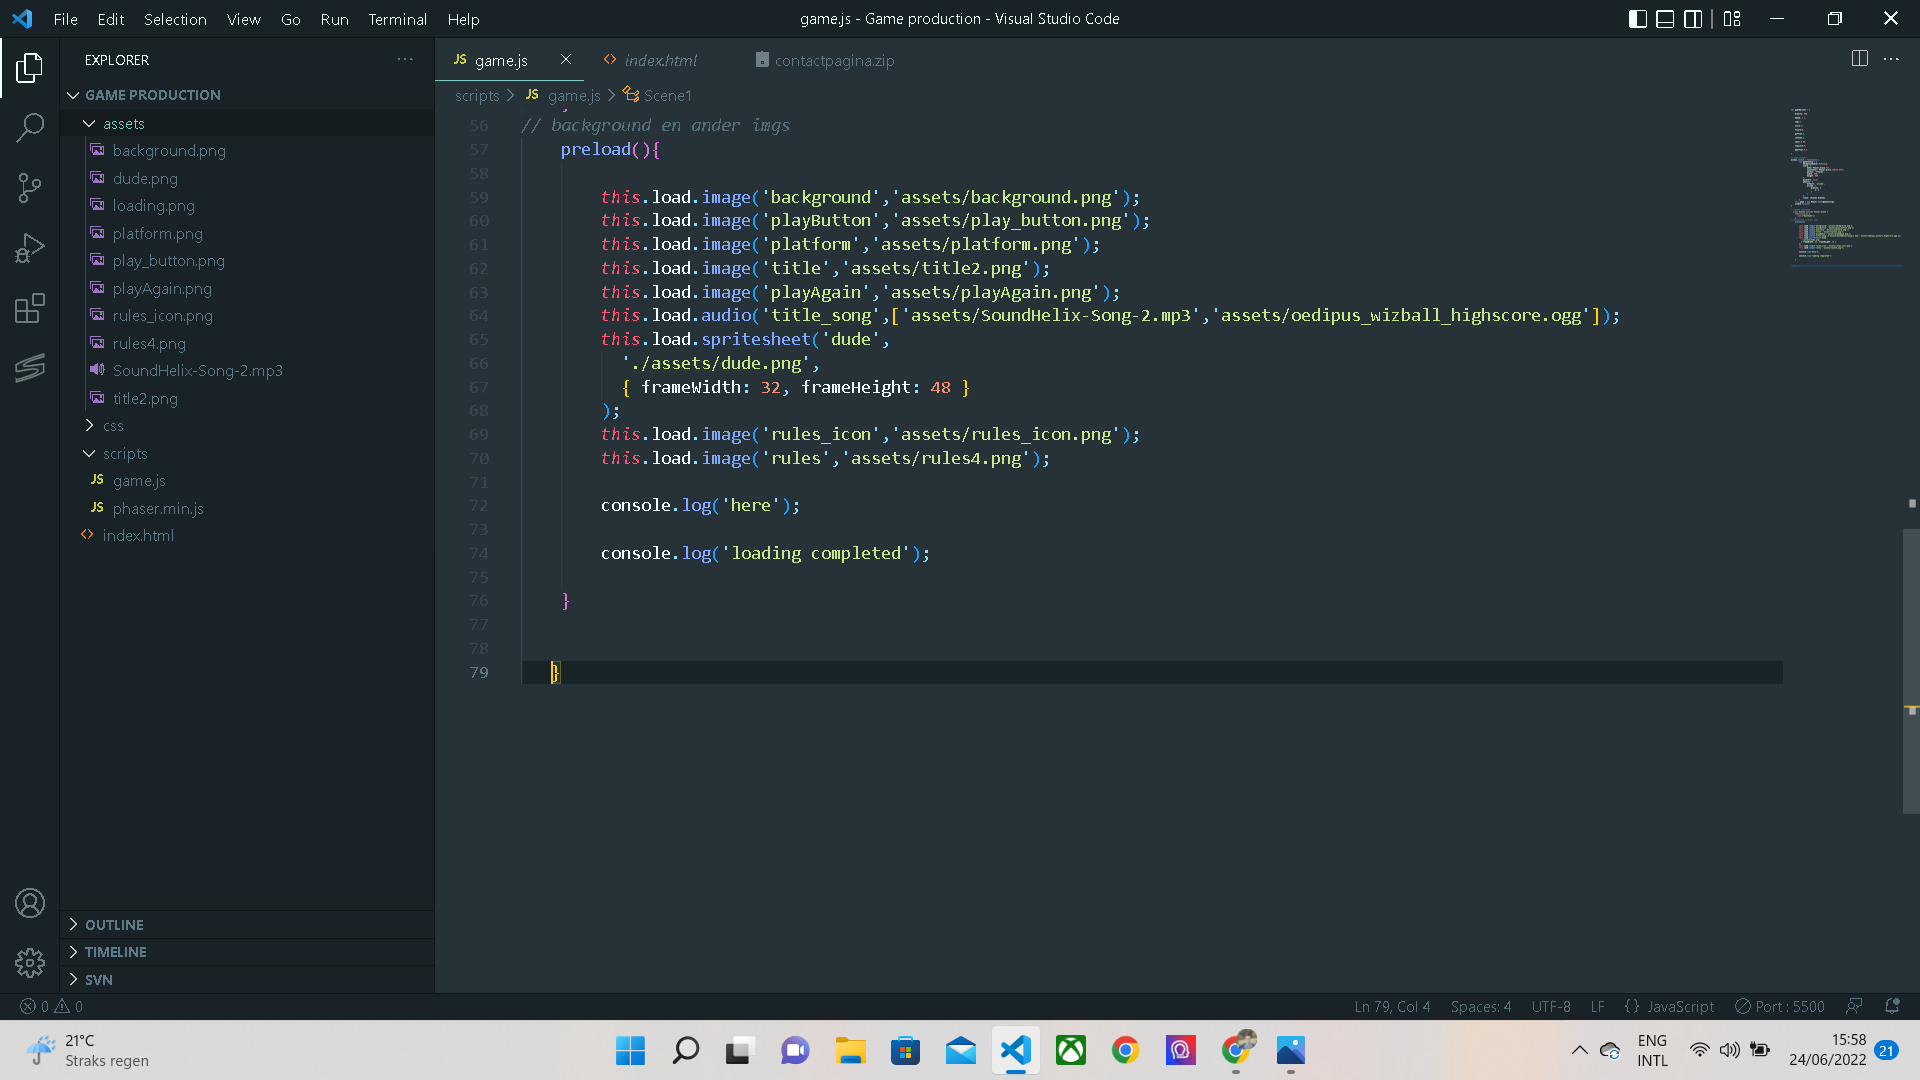 File Edit Selection View Go Run Terminal Help
game.js - Game production - Visual Studio Code
EXPLORER
GAME PRODUCTION
assets
background.png
dude.png
loading.png
platform.png
play_button.png
playAgain.png
rules_icon.png
rules4.png
SoundHelix-Song-2.mp3
title2.png
css
scripts
JS game.js
JS phaser.min.js
index.html
OUTLINE
TIMELINE
SVN
JS game.js
index.html
contactpagina.zip
scripts > JS game.js > Scene1
56 // background en ander imgs
57 preload(){
58
59 this.load.image('background','assets/background.png');
60 this.load.image('playButton','assets/play_button.png');
61 this.load.image('platform','assets/platform.png');
62 this.load.image('title','assets/title2.png');
63 this.load.image('playAgain','assets/playAgain.png');
64 this.load.audio('title_song',['assets/SoundHelix-Song-2.mp3','assets/oedipus_wizball_highscore.ogg']);
65 this.load.spritesheet('dude',
66 './assets/dude.png',
67 { frameWidth: 32, frameHeight: 48 }
68 );
69 this.load.image('rules_icon','assets/rules_icon.png');
70 this.load.image('rules','assets/rules4.png');
71
72 console.log('here');
73
74 console.log('loading completed');
75
76 }
77
78
79 }
0 0
Ln 79, Col 4 Spaces: 4 UTF-8 LF {} JavaScript Port : 5500
21°C
Straks regen
ENG
INTL
15:58
24/06/2022
21